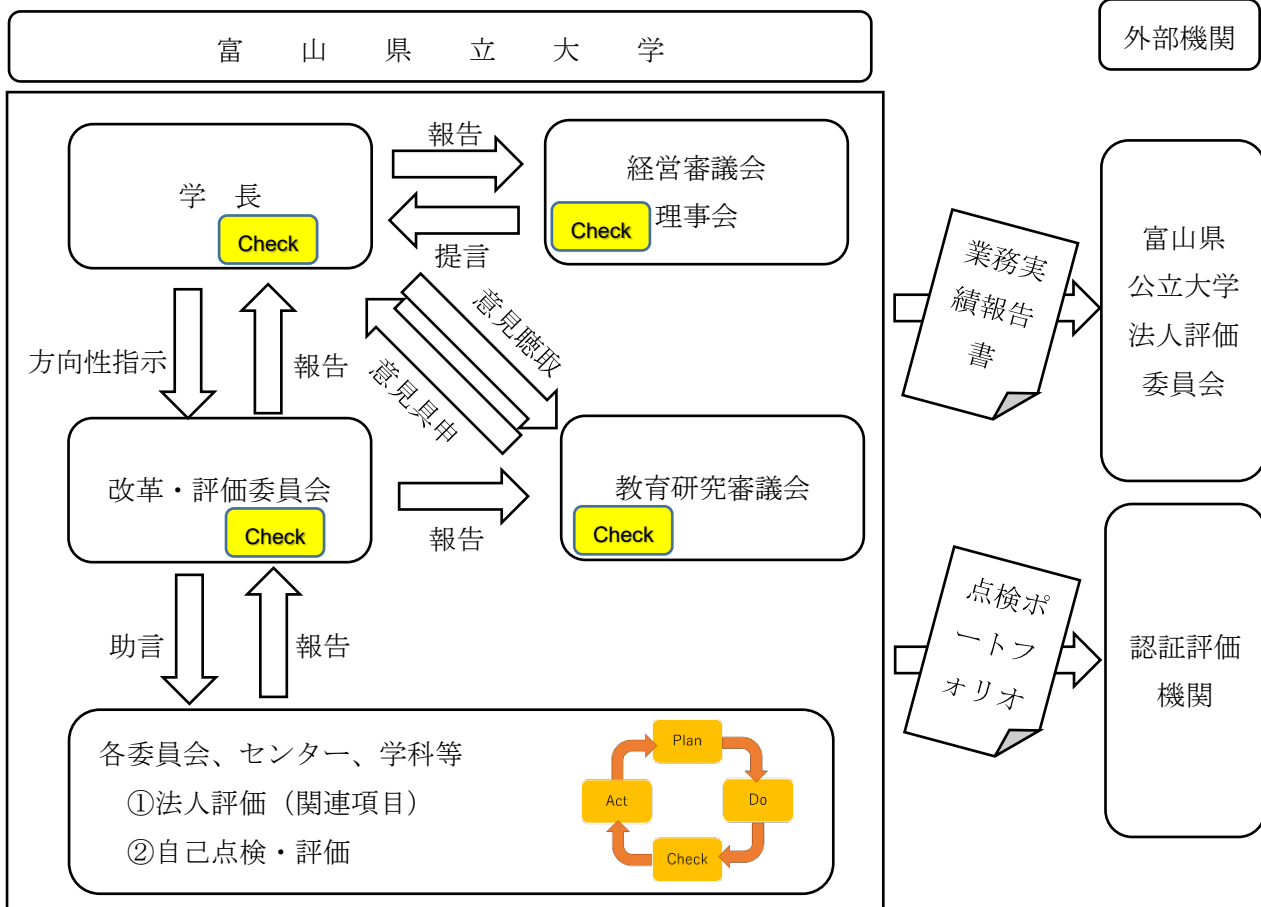 富山県立大学
外部機関
学長
Check
報告
提言
経営審議会
理事会
Check
方向性指示
報告
意見聴取
意見具申
改革・評価委員会
Check
報告
教育研究審議会
Check
助言
報告
各委員会、センター、学科等
①法人評価（関連項目）
②自己点検・評価
Plan
Do
Check
Act
業務実
績報告
書
富山県
公立大学
法人評価
委員会
点検ポ
ートフ
ォリオ
認証評価
機関